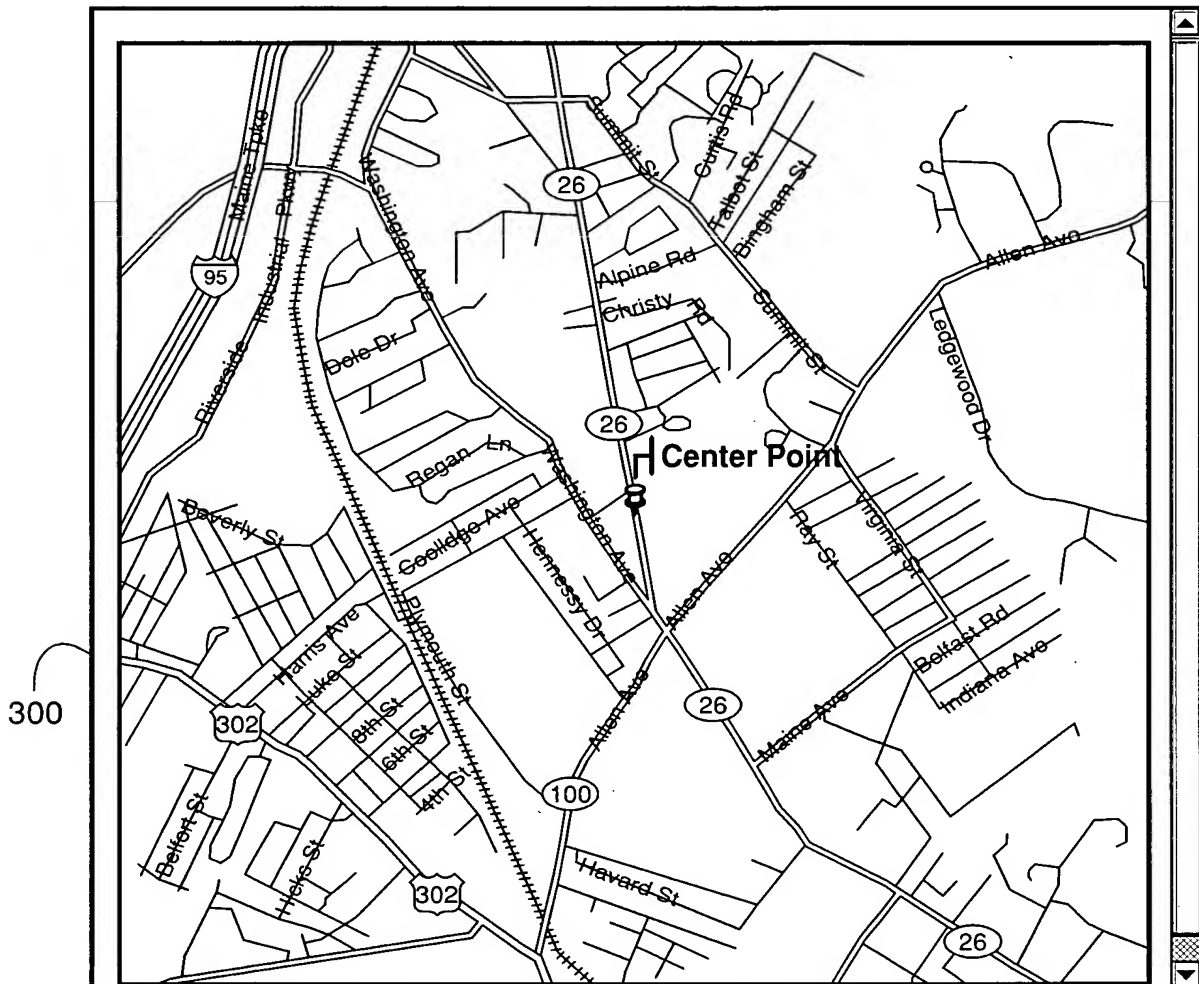 Maine Tpke
95
Riverside
Industrial Pkwy
Washington Ave
26
Summit St
Curtis Rd
Talbot St
Bingham St
Alpine Rd
Christy Rd
Summit St
Allen Ave
Ledgewood Dr
Dole Dr
26
Center Point
Regan Ln
Washington Ave
Coolidge Ave
Hennessy Dr
Beverly St
Allen Ave
Ray St
Virginia St
Plymouth St
Harris Ave
Luke St
8th St
6th St
4th St
Belfast Rd
Indiana Ave
300
302
Allen Ave
26
Maine Ave
100
Belfort St
Hicks St
302
Havard St
26